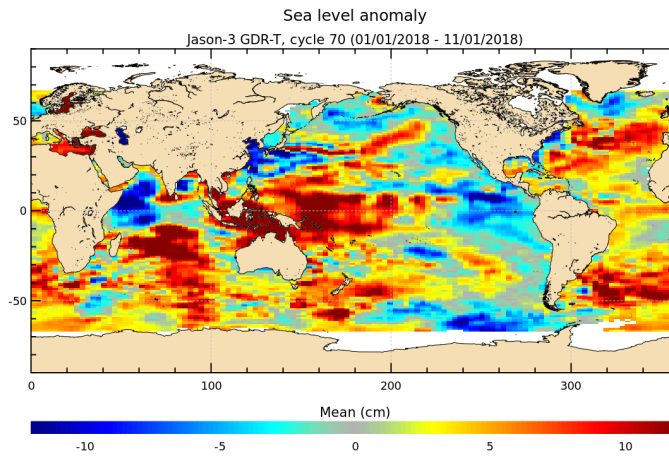 Sea level anomaly
Jason-3 GDR-T, cycle 70 (01/01/2018 - 11/01/2018)
50
0
-50
0 100 200 300
Mean (cm)
-10 -5 0 5 10